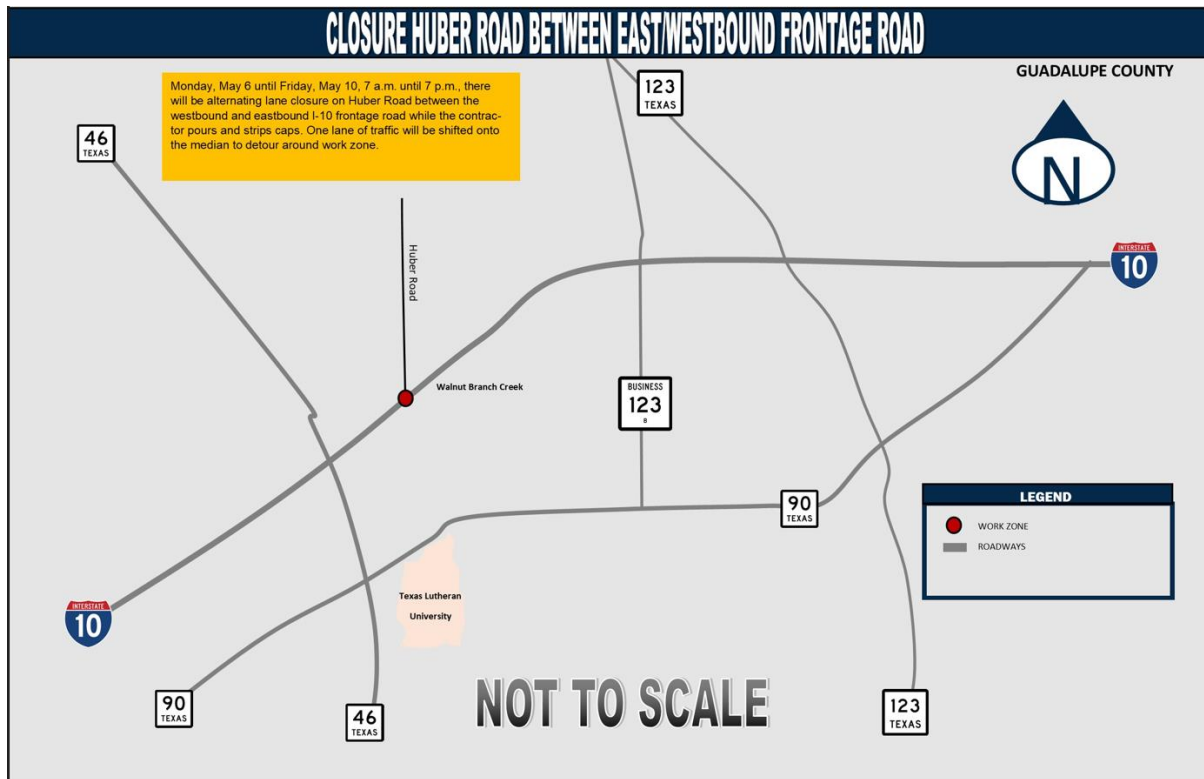 CLOSURE HUBER ROAD BETWEEN EAST/WESTBOUND FRONTAGE ROAD
GUADALUPE COUNTY
Monday, May 6 until Friday, May 10, 7 a.m. until 7 p.m., there
will be alternating lane closure on Huber Road between the
westbound and eastbound I-10 frontage road while the contrac-
tor pours and strips caps. One lane of traffic will be shifted onto
the median to detour around work zone.
123
TEXAS
46
TEXAS
N
Huber Road
INTERSTATE
10
Walnut Branch Creek
BUSINESS
123
B
90
TEXAS
LEGEND
WORK ZONE
ROADWAYS
Texas Lutheran
University
INTERSTATE
10
90
TEXAS
46
TEXAS
NOT TO SCALE
123
TEXAS